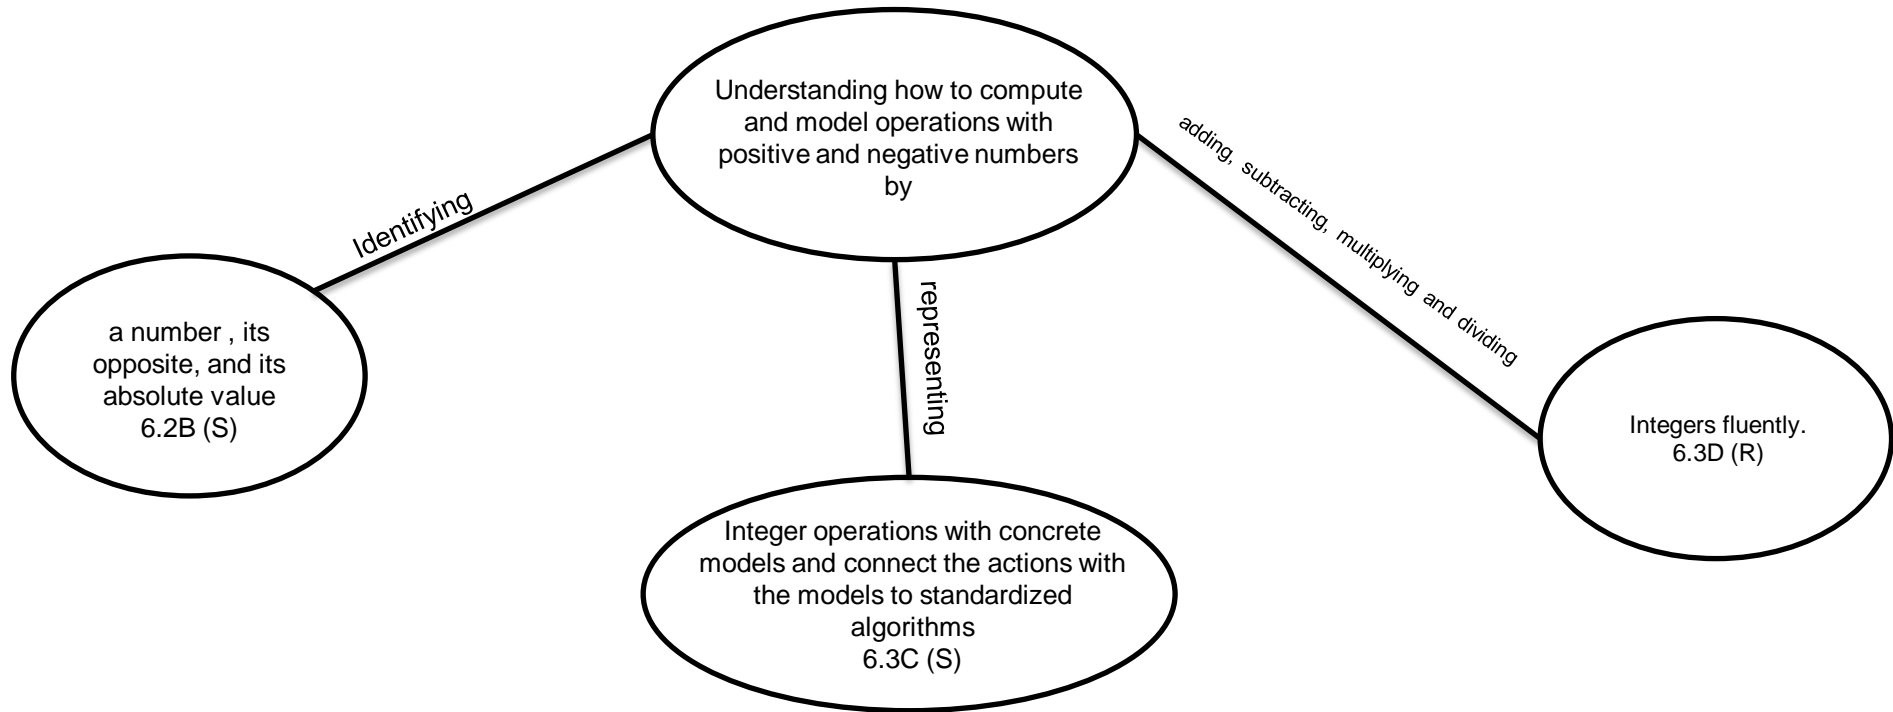 Understanding how to compute
and model operations with
positive and negative numbers
by
Identifying
a number , its
opposite, and its
absolute value
6.2B (S)
representing
Integer operations with concrete
models and connect the actions with
the models to standardized
algorithms
6.3C (S)
adding, subtracting, multiplying and dividing
Integers fluently.
6.3D (R)